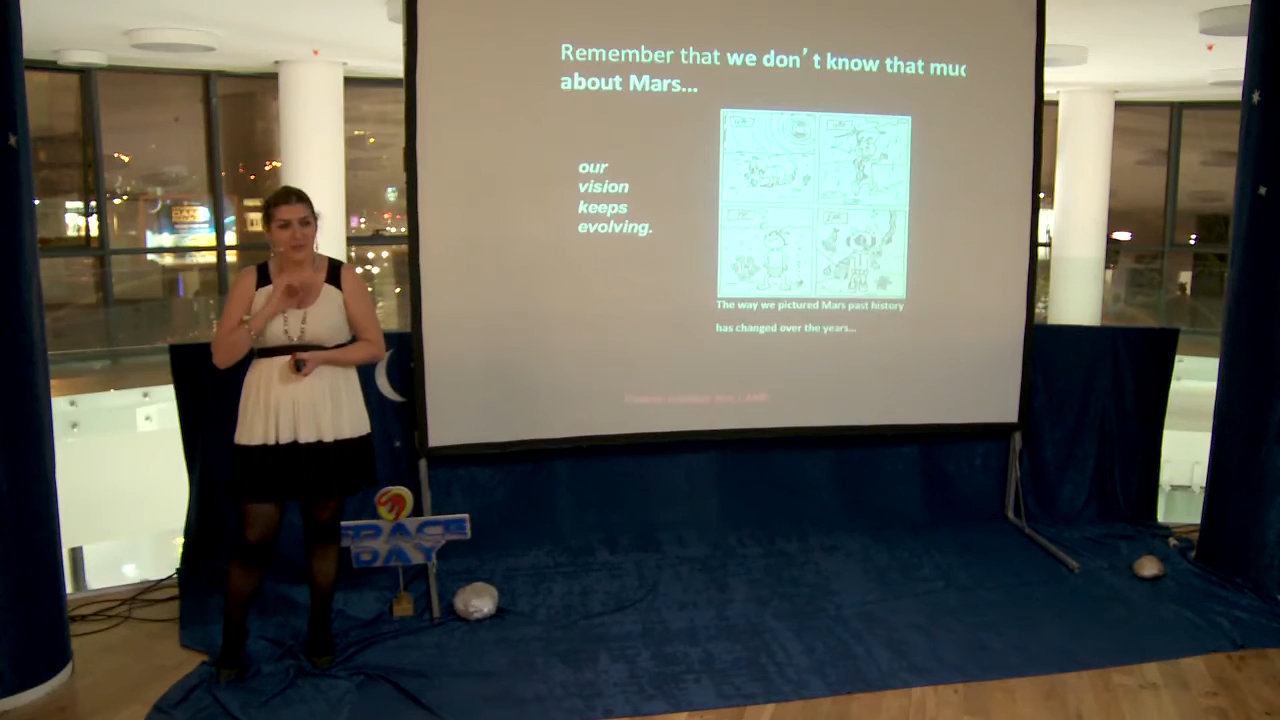 Remember that we don’t know that muc
about Mars...
our
vision
keeps
evolving.
The way we pictured Mars past history
has changed over the years...
SPACE
DAY